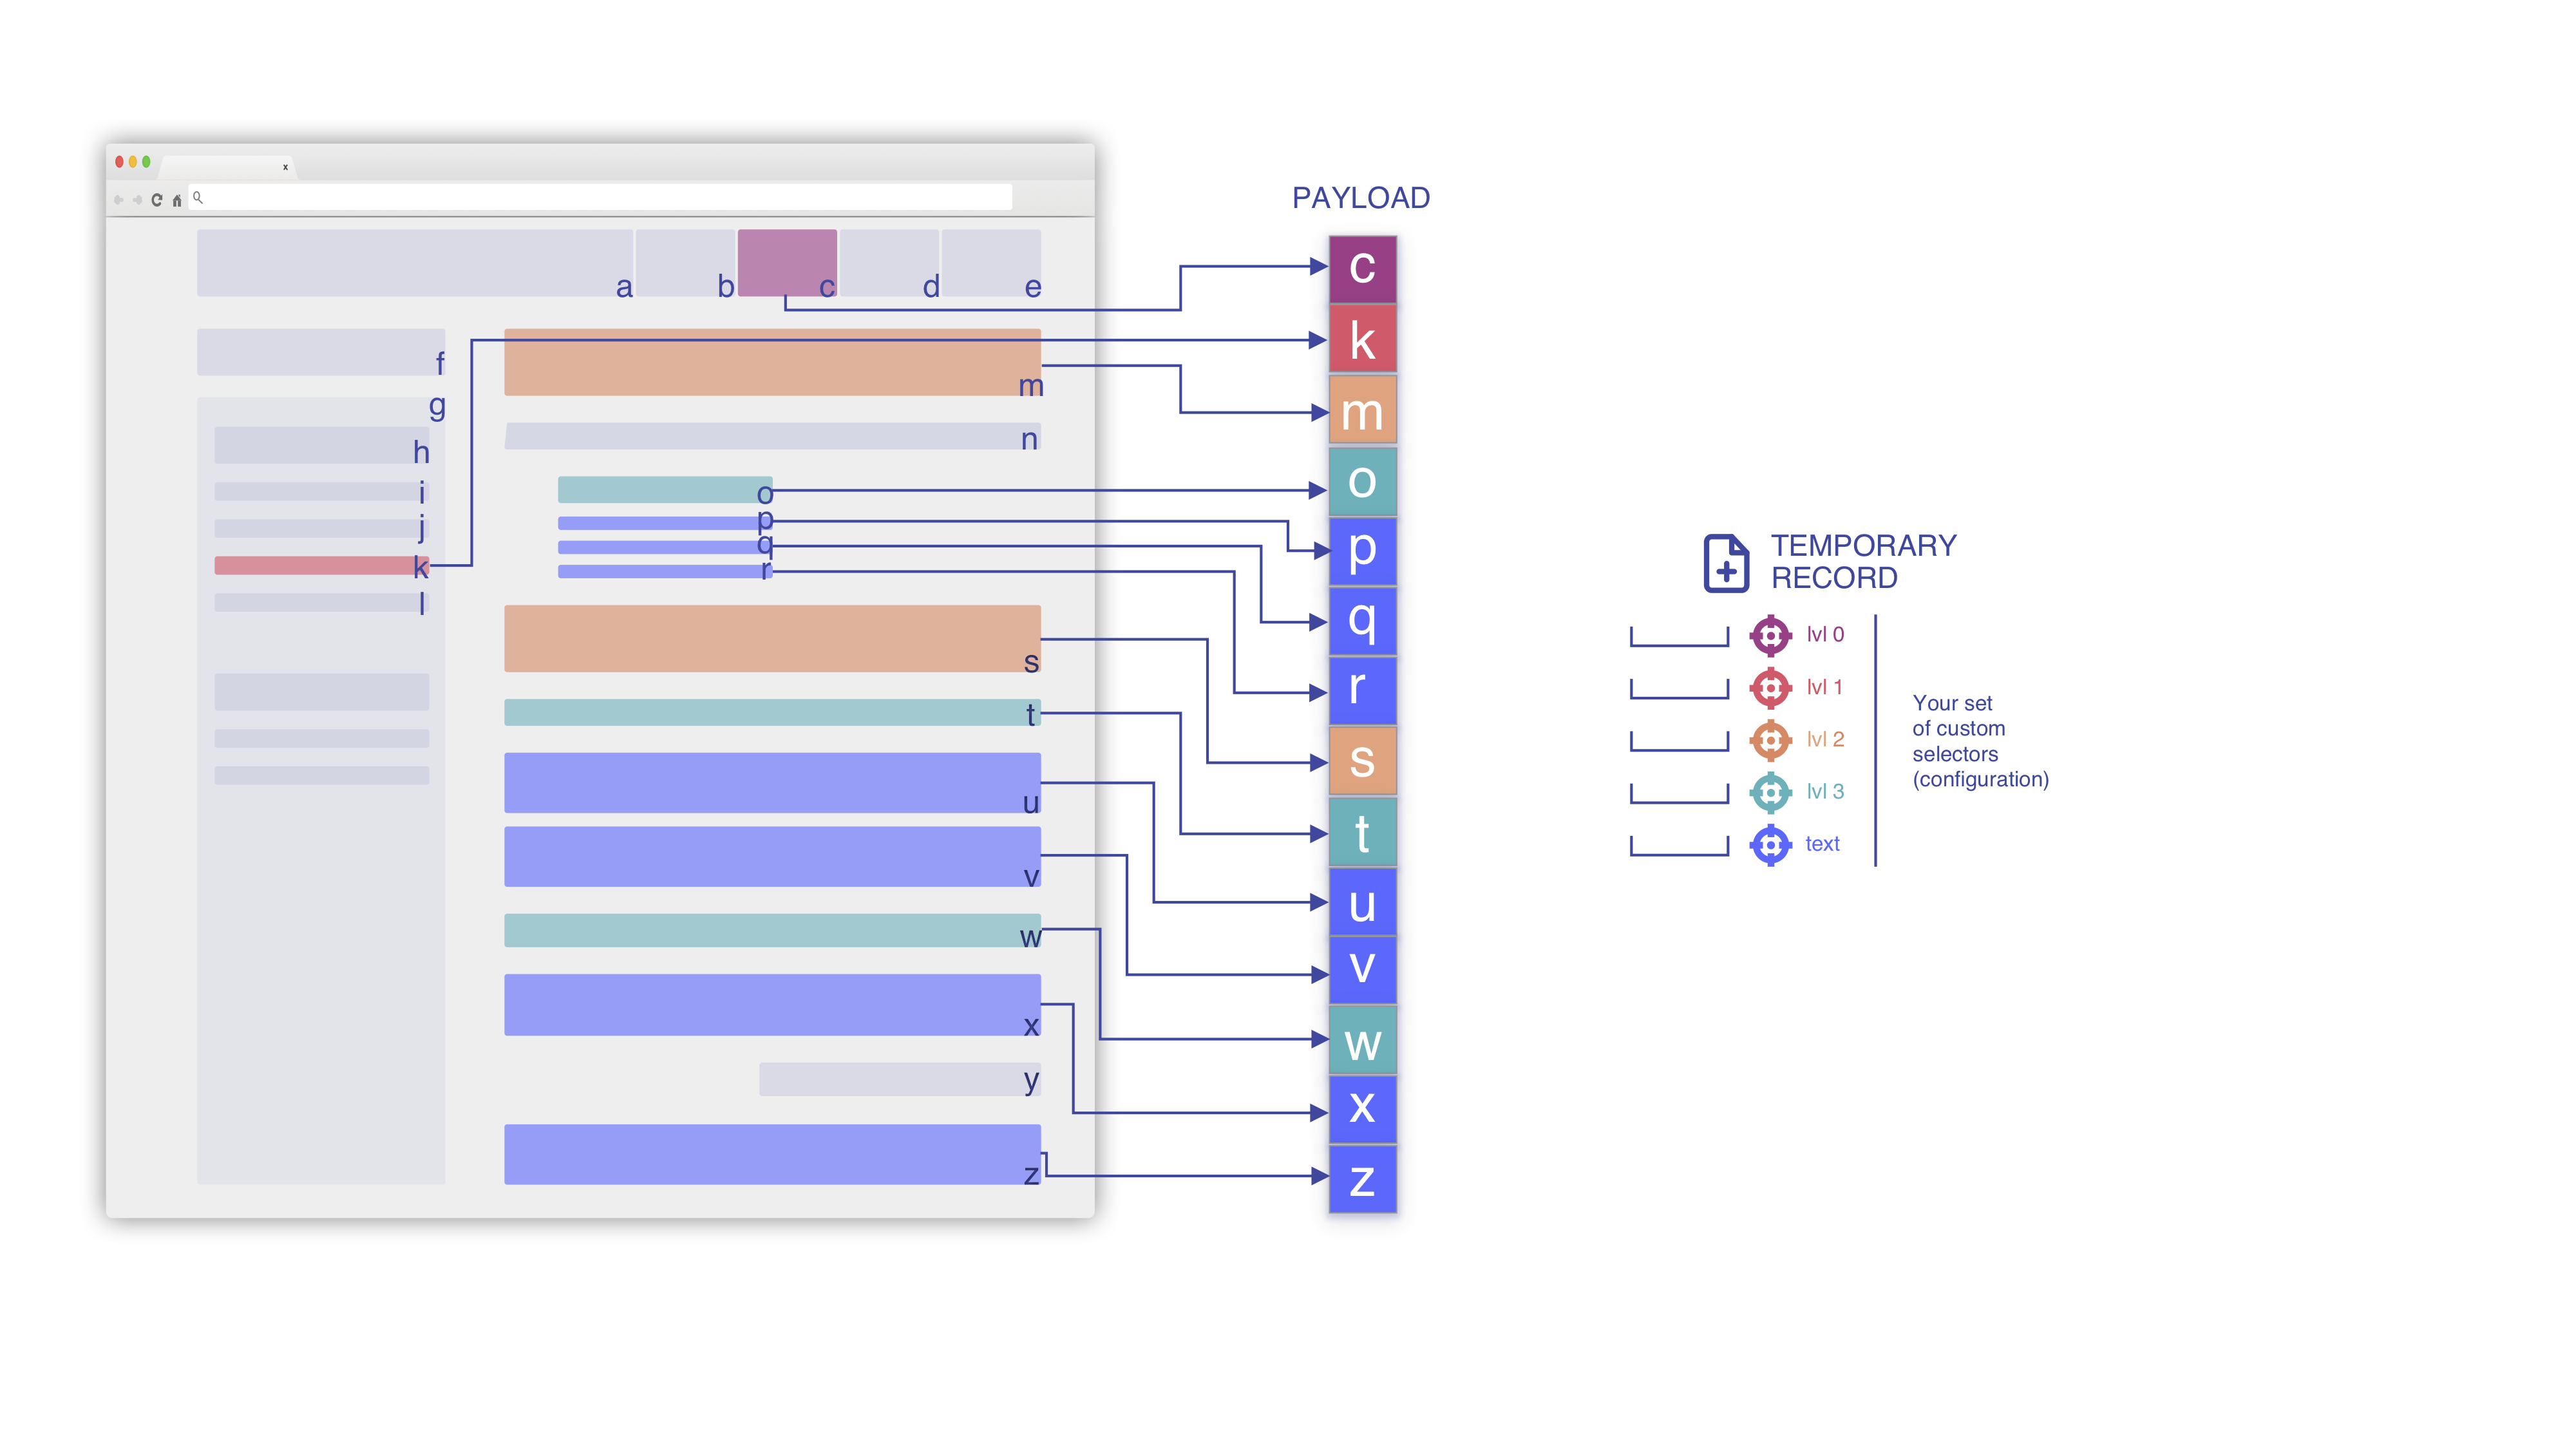 x
PAYLOAD
a
b
c
d
e
f
g
h
i
j
k
l
m
n
o
p
q
r
s
t
u
v
w
x
y
z
c
k
m
o
p
q
r
s
t
u
v
w
x
z
TEMPORARY
RECORD
lvl 0
lvl 1
lvl 2
lvl 3
text
Your set
of custom
selectors
(configuration)